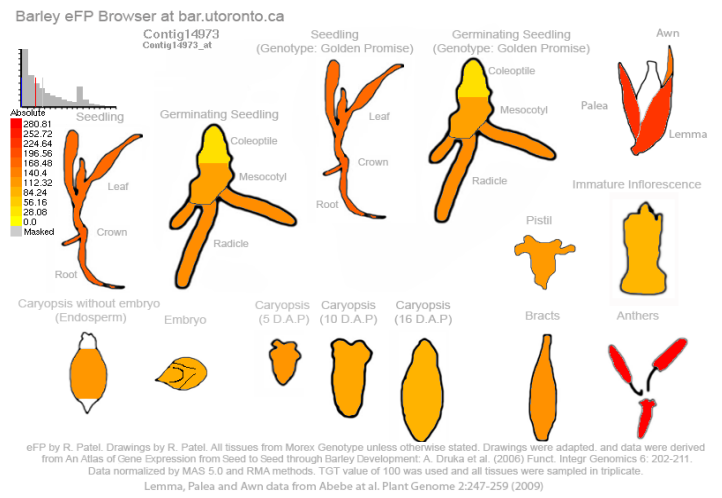 Barley eFP Browser at bar.utoronto.ca
Contig14973
Contig14973_at
Seedling
(Genotype: Golden Promise)
Germinating Seedling
(Genotype: Golden Promise)
Awn
Coleoptile
Mesocotyl
Leaf
Crown
Root
Radicle
Palea
Lemma
Absolute
280.81
252.72
224.64
196.56
168.48
140.4
112.32
84.24
56.16
28.08
0.0
Masked
Seedling
Leaf
Crown
Root
Germinating Seedling
Coleoptile
Mesocotyl
Radicle
Immature Inflorescence
Pistil
Caryopsis without embryo
(Endosperm)
Embryo
Caryopsis
(5 D.A.P)
Caryopsis
(10 D.A.P)
Caryopsis
(16 D.A.P)
Bracts
Anthers
eFP by R. Patel. Drawings by R. Patel. All tissues from Morex Genotype unless otherwise stated. Drawings were adapted. and data were derived
from An Atlas of Gene Expression from Seed to Seed through Barley Development: A. Druka et al. (2006) Funct. Integr Genomics 6: 202-211.
Data normalized by MAS 5.0 and RMA methods. TGT value of 100 was used and all tissues were sampled in triplicate.
Lemma, Palea and Awn data from Abebe at al. Plant Genome 2:247-259 (2009)